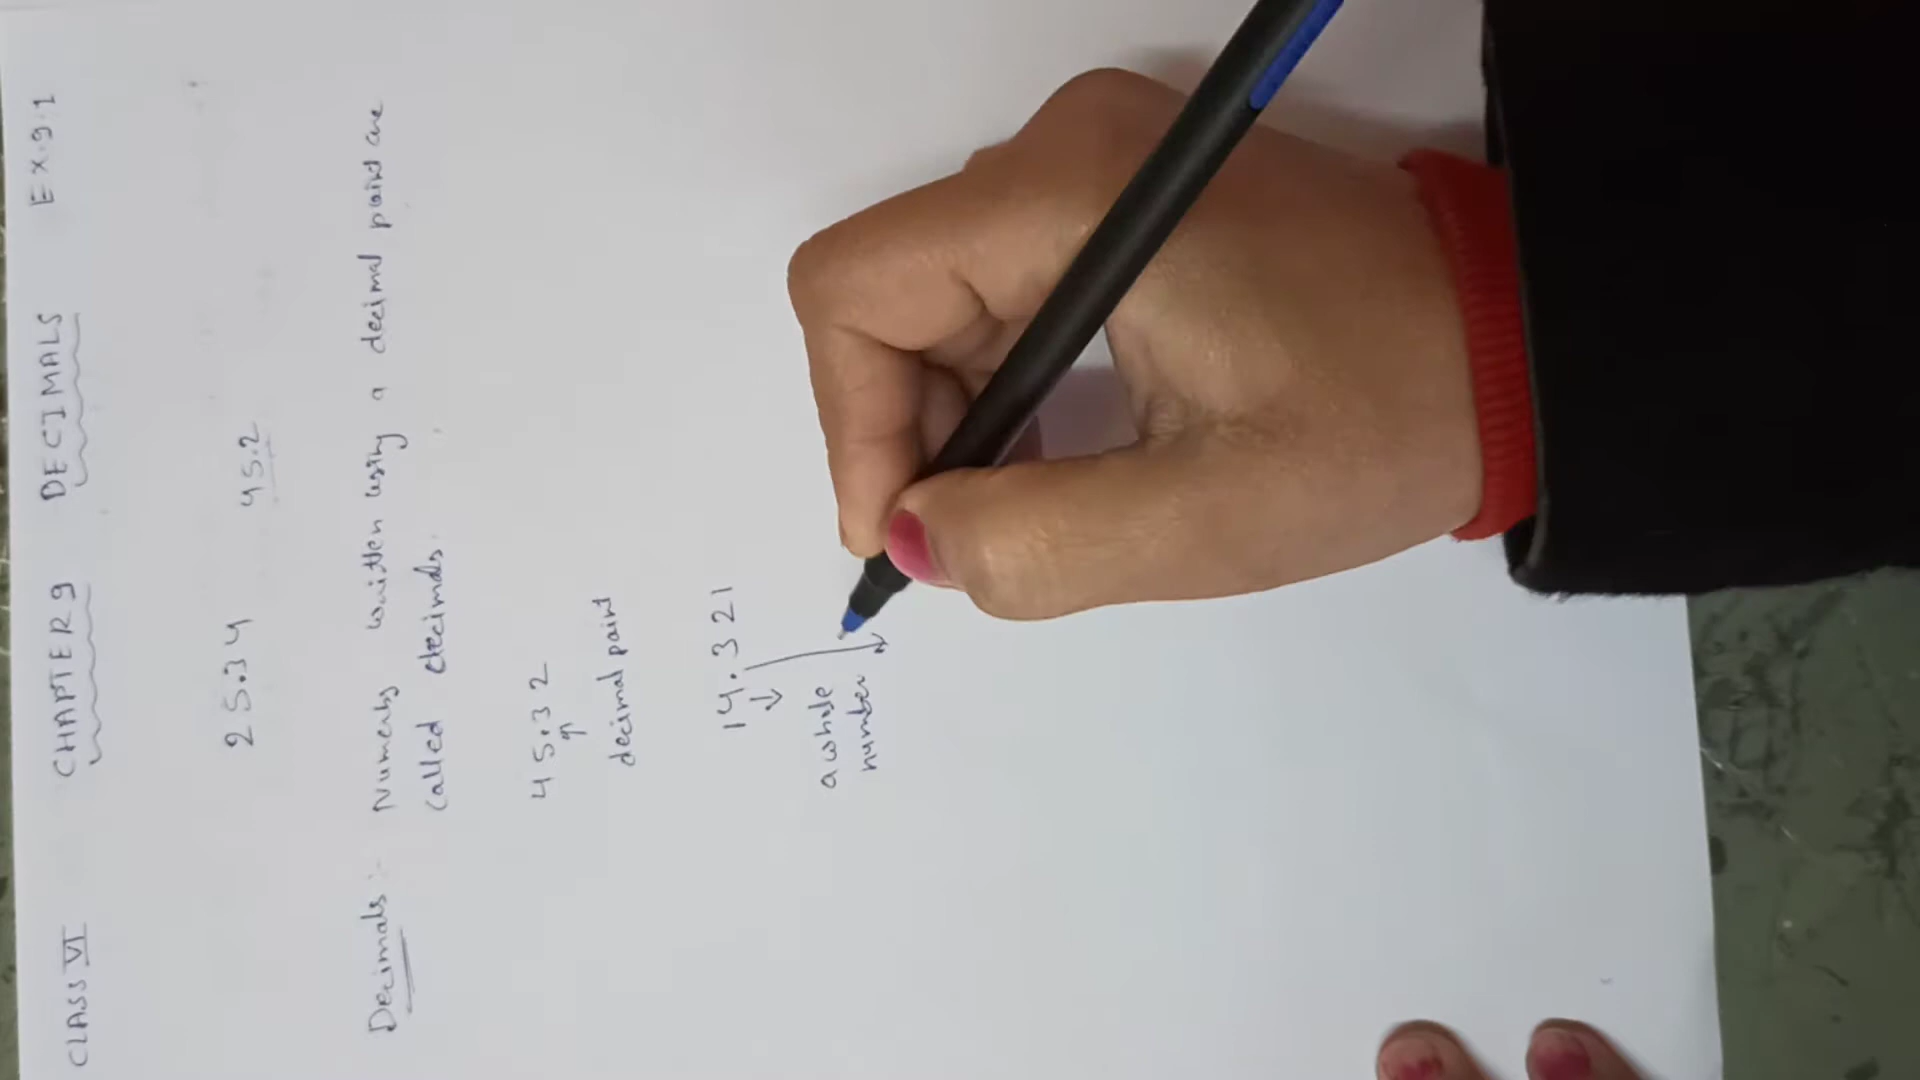 CLASS VI CHAPTER 9 DECIMALS EX.9.1
25.34 45.2
Decimals :- Numbers written using a decimal point are
called decimals.
45.32
decimal point
14.321
a whole
number